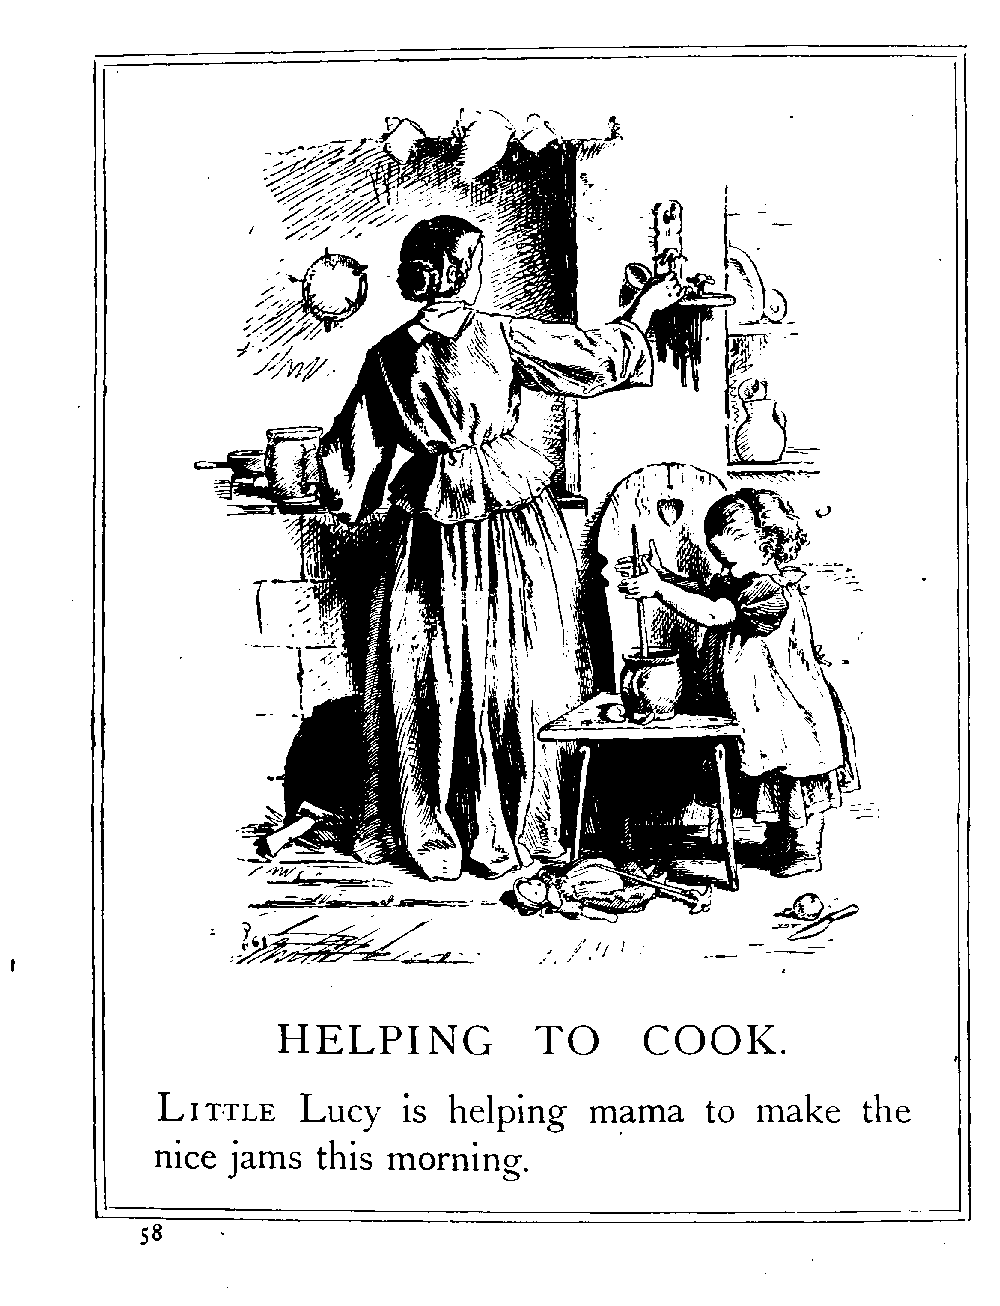 HELPING TO COOK.
LITTLE Lucy is helping mama to make the
nice jams this morning.
58